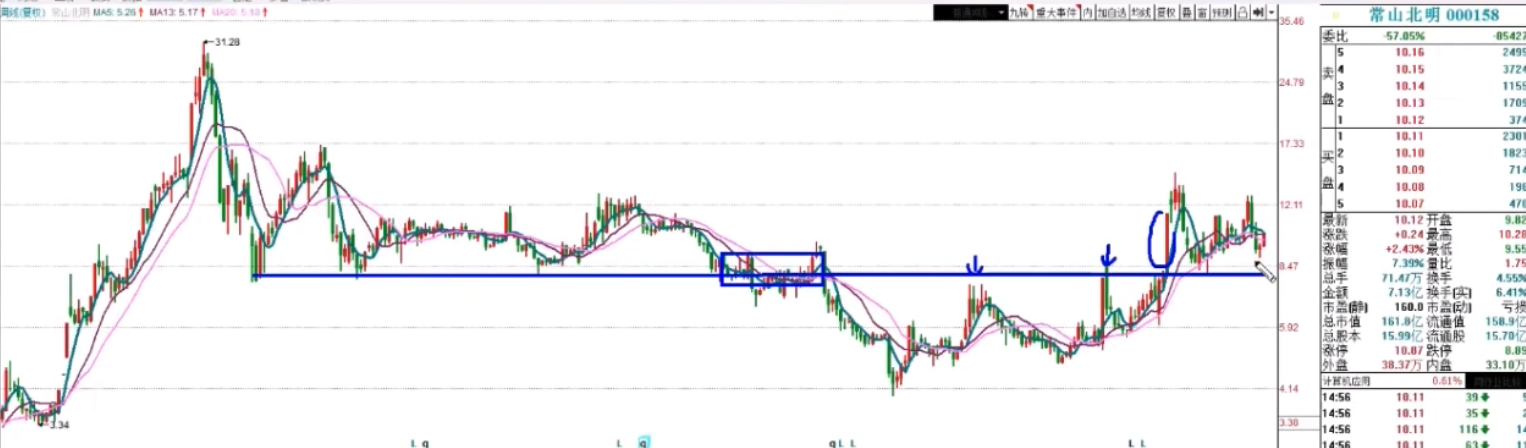 周线(复权) 常山北明 MA5: 5.26↑ MA13: 5.17↑ MA20: 5.18↑
九转 重大事件 内 加自选 均线 复权 叠 窗 预测
31.28
3.34
35.46
24.79
17.33
12.11
8.47
5.92
4.14
3.38
L q
L q
q L L
L L
常山北明 000158
委比 -57.05% -85427
卖盘
5 10.16 2499
4 10.15 3724
3 10.14 1159
2 10.13 1709
1 10.12 374
买盘
1 10.11 2301
2 10.10 1823
3 10.09 714
4 10.08 198
5 10.07 478
最新 10.12 开盘 9.82
涨跌 +0.24 最高 10.28
涨幅 +2.43% 最低 9.55
振幅 7.39% 量比 1.75
总手 71.47万 换手 4.55%
金额 7.13亿 换手(实) 6.41%
市盈(静) 160.0 市盈(动) 亏损
总市值 161.8亿 流通值 158.9亿
总股本 15.99亿 流通股 15.70亿
涨停 10.87 跌停 8.89
外盘 38.37万 内盘 33.10万
计算机应用 0.61%
14:56 10.11 39
14:56 10.11 35
14:56 10.11 116
14:56 10.11 63